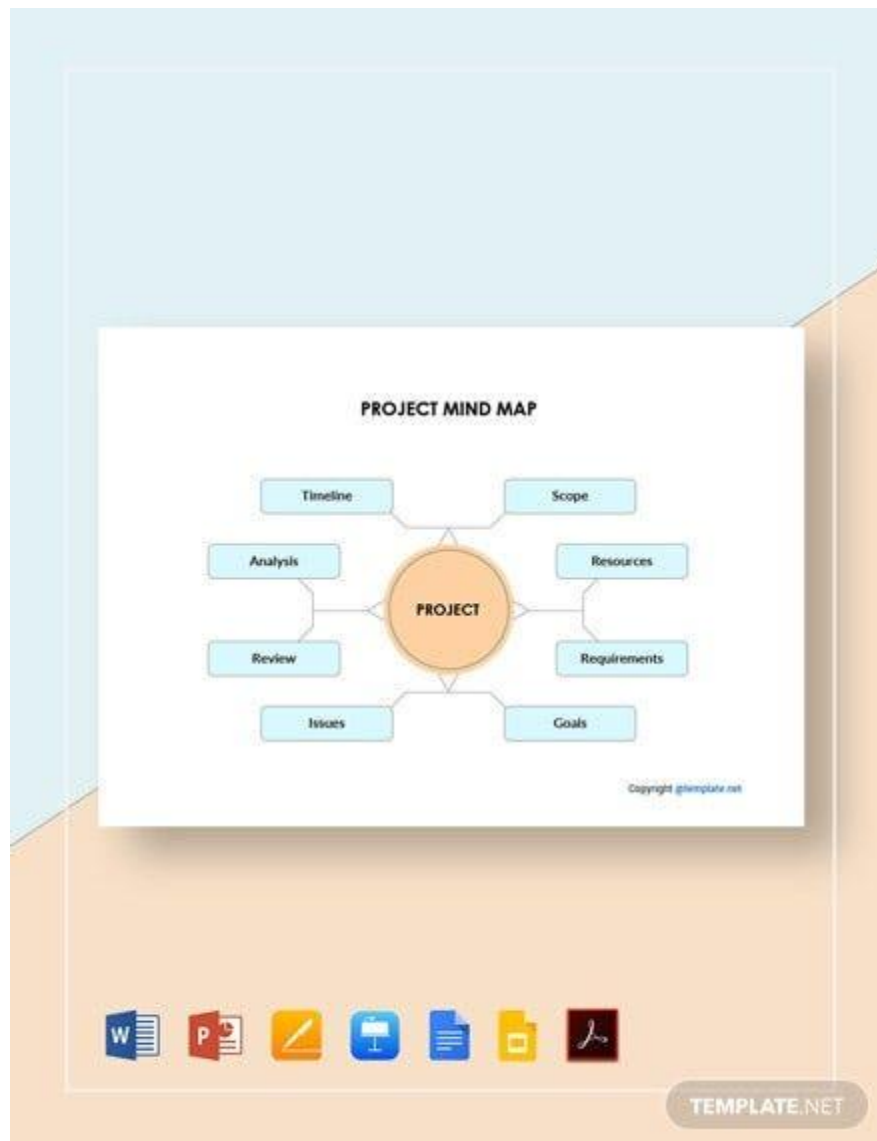 PROJECT MIND MAP
Timeline
Scope
Analysis
Resources
PROJECT
Review
Requirements
Issues
Goals
Copyright @template.net
W
P
TEMPLATE.NET